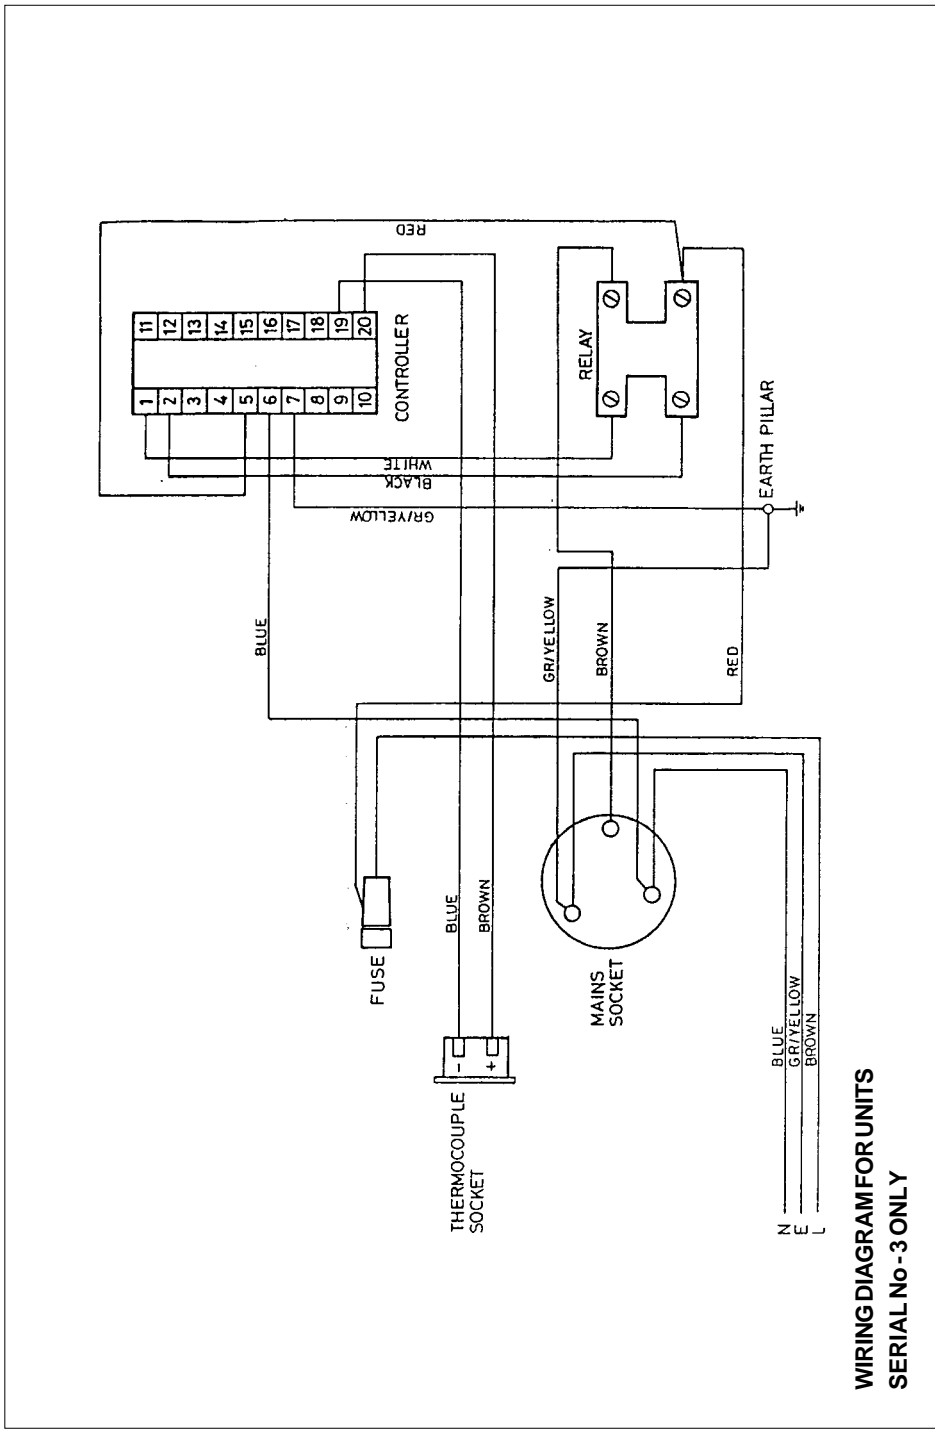 RED
11
12
13
14
15
16
17
18
19
20
1
2
3
4
5
6
7
8
9
10
CONTROLLER
RELAY
WHITE
BLACK
GR/YELLOW
EARTH PILLAR
BLUE
GR/YELLOW
BROWN
RED
FUSE
BLUE
BROWN
MAINS
SOCKET
-
+
THERMOCOUPLE
SOCKET
BLUE
GR/YELLOW
BROWN
N
E
L
WIRING DIAGRAM FOR UNITS
SERIAL No - 3 ONLY